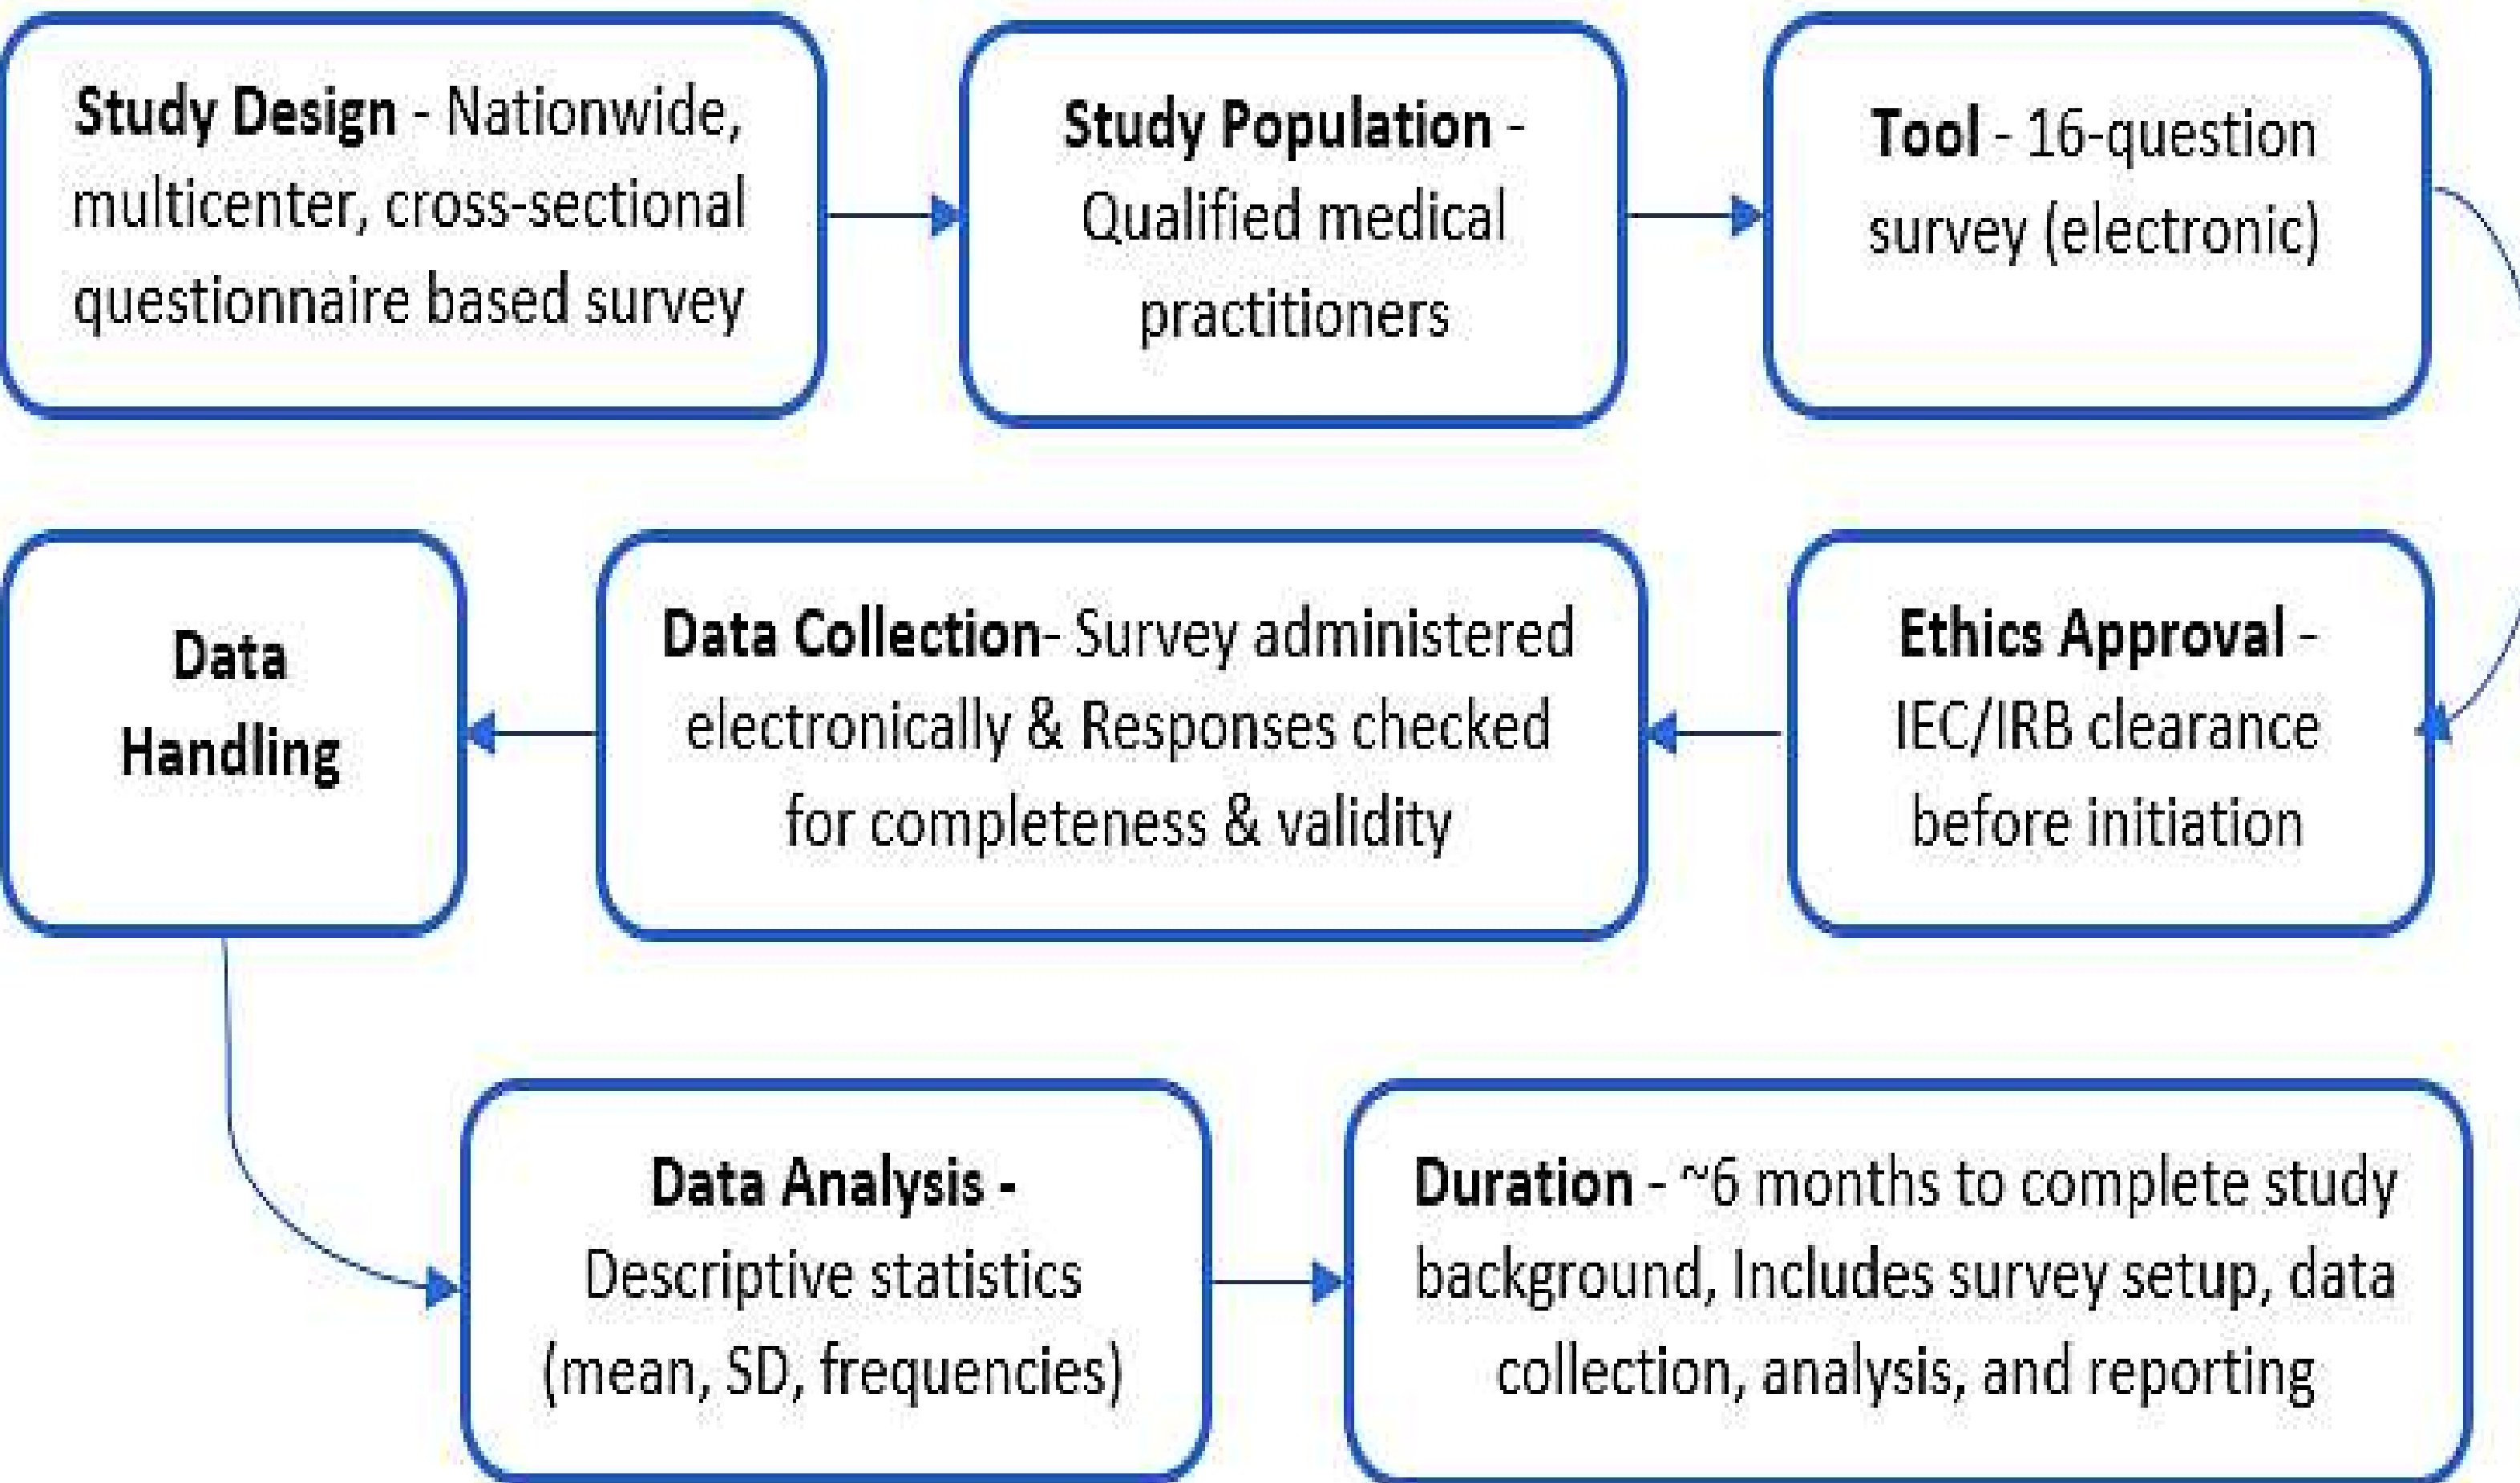 Study Design - Nationwide,
multicenter, cross-sectional
questionnaire based survey
Study Population -
Qualified medical
practitioners
Tool - 16-question
survey (electronic)
Ethics Approval -
IEC/IRB clearance
before initiation
Data Collection- Survey administered
electronically & Responses checked
for completeness & validity
Data
Handling
Data Analysis -
Descriptive statistics
(mean, SD, frequencies)
Duration - ~6 months to complete study
background, Includes survey setup, data
collection, analysis, and reporting